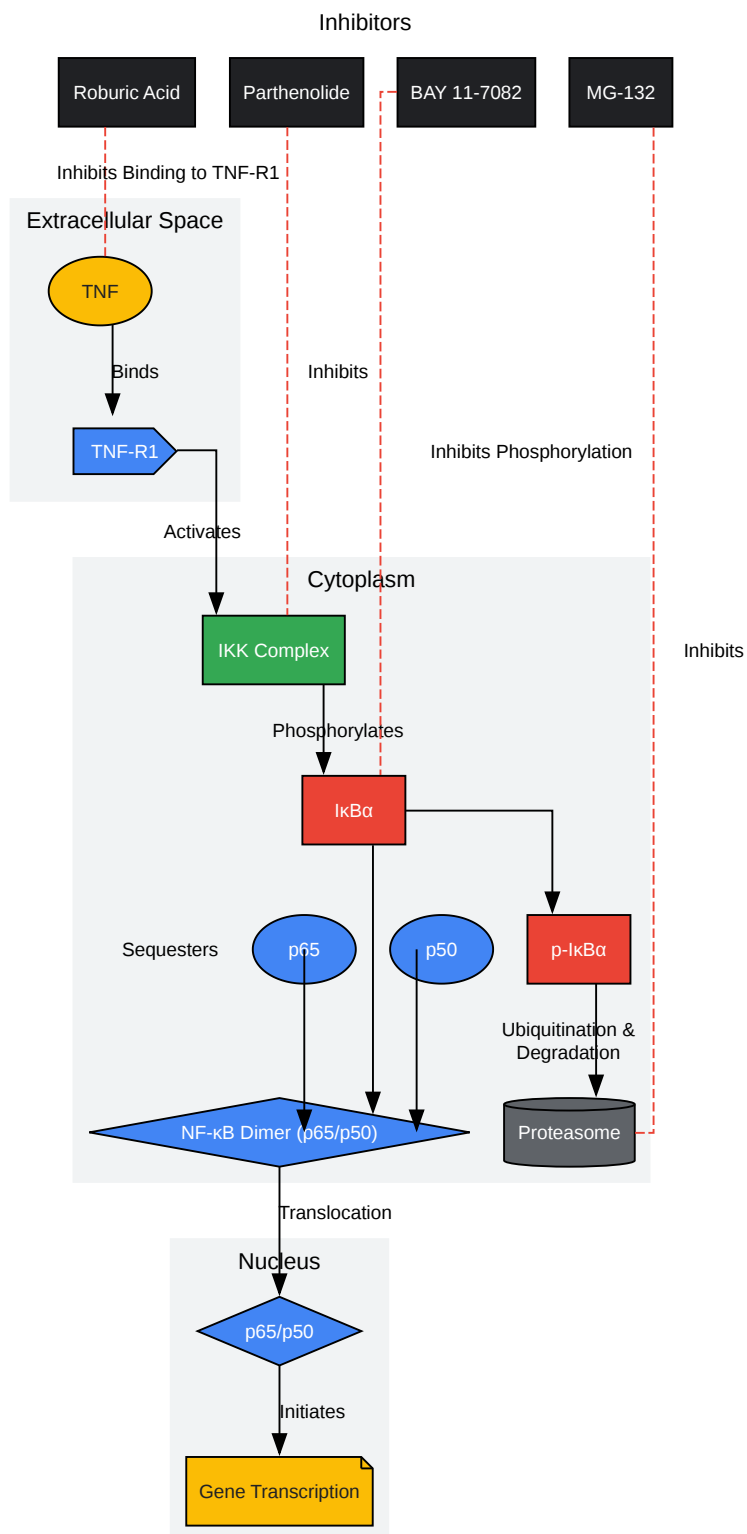 Inhibitors
Roburic Acid
Parthenolide
BAY 11-7082
MG-132
Inhibits Binding to TNF-R1
Extracellular Space
TNF
Binds
Inhibits
TNF-R1
Inhibits Phosphorylation
Activates
Cytoplasm
IKK Complex
Inhibits
Phosphorylates
IκBα
Sequesters
p65
p50
p-IκBα
Ubiquitination &
Degradation
NF-κB Dimer (p65/p50)
Proteasome
Translocation
Nucleus
p65/p50
Initiates
Gene Transcription